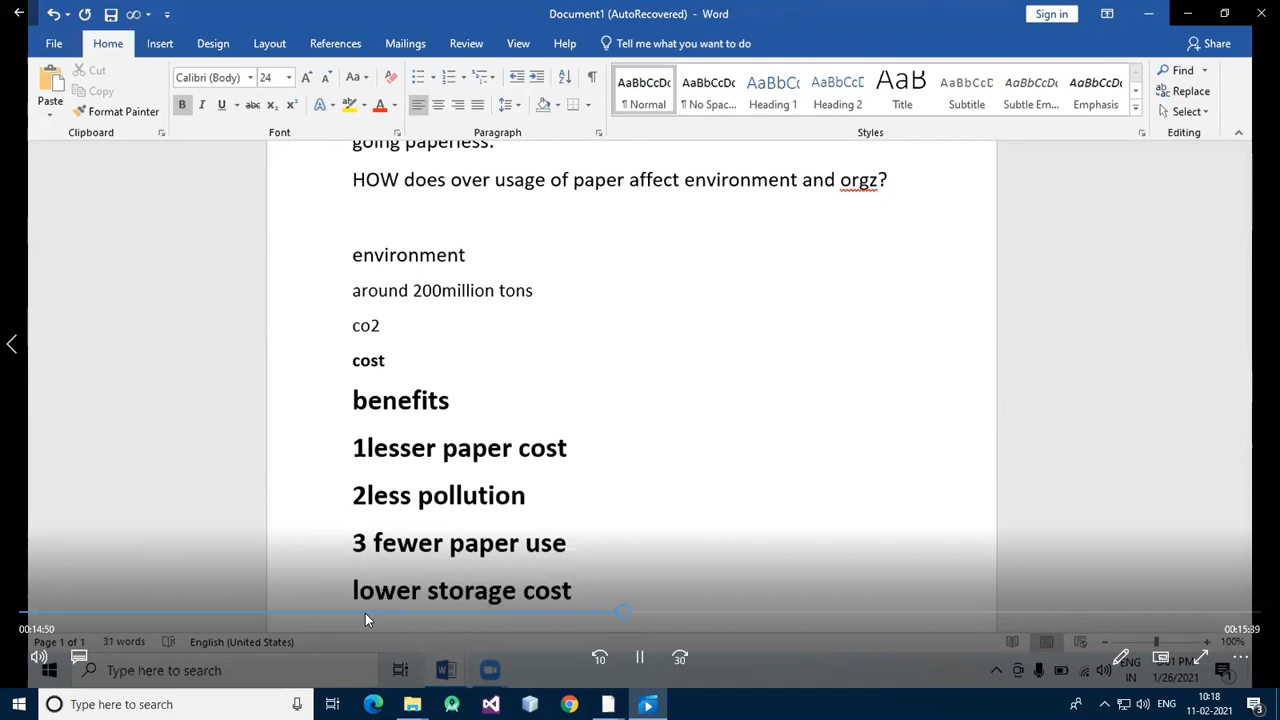 Document1 (AutoRecovered) - Word
Sign in
File Home Insert Design Layout References Mailings Review View Help Tell me what you want to do Share
Paste Cut Copy Format Painter
Calibri (Body) 24
AaBbCcDc AaBbCcDc AaBbCc AaBbCcD AaB AaBbCcD AaBbCcDc AaBbCcDc
¶ Normal ¶ No Spac... Heading 1 Heading 2 Title Subtitle Subtle Em... Emphasis
Find
Replace
Select
Clipboard Font Paragraph Styles Editing
going paperless.
HOW does over usage of paper affect environment and orgz?
environment
around 200million tons
co2
cost
benefits
1lesser paper cost
2less pollution
3 fewer paper use
lower storage cost
00:14:50
00:15:39
Page 1 of 1 31 words English (United States) 100%
10 30
Type here to search
ENG
IN
1/26/2021
Type here to search
ENG
10:18
11-02-2021